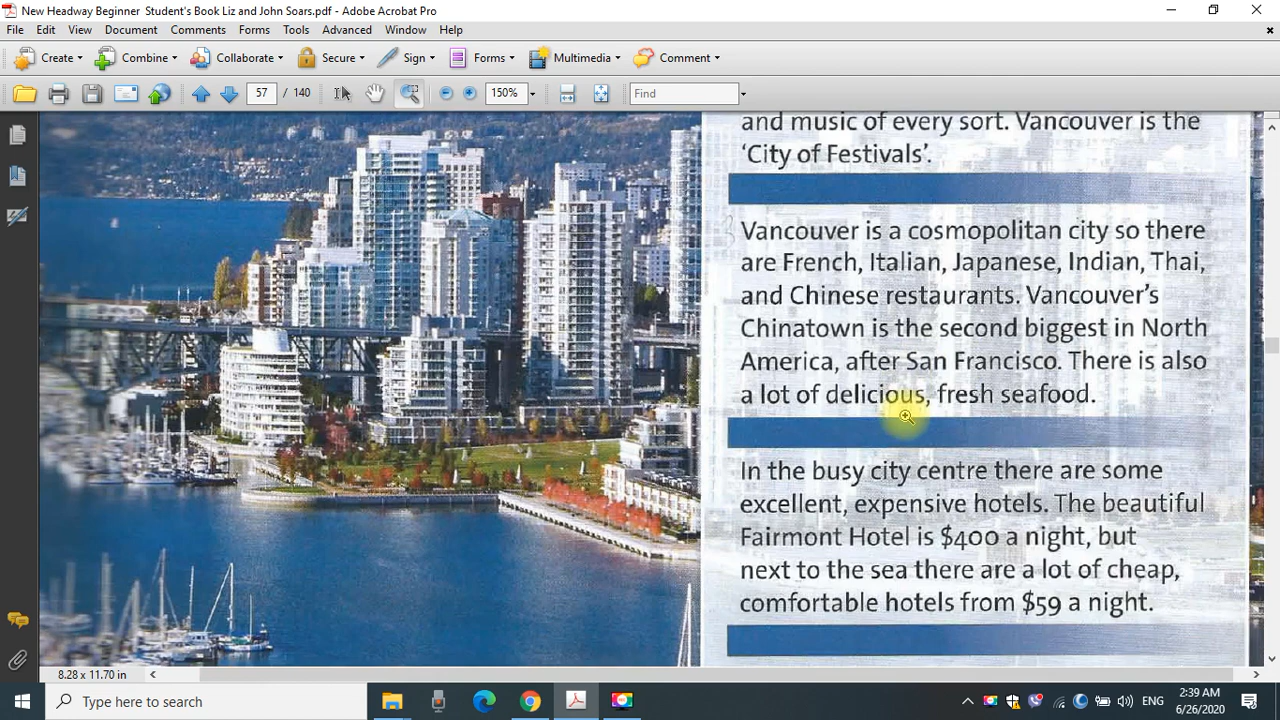 New Headway Beginner  Student's Book Liz and John Soars.pdf - Adobe Acrobat Pro
File Edit View Document Comments Forms Tools Advanced Window Help
Create Combine Collaborate Secure Sign Forms Multimedia Comment
57 / 140 150% Find
and music of every sort. Vancouver is the
‘City of Festivals’.
3
Vancouver is a cosmopolitan city so there
are French, Italian, Japanese, Indian, Thai,
and Chinese restaurants. Vancouver’s
Chinatown is the second biggest in North
America, after San Francisco. There is also
a lot of delicious, fresh seafood.
In the busy city centre there are some
excellent, expensive hotels. The beautiful
Fairmont Hotel is $400 a night, but
next to the sea there are a lot of cheap,
comfortable hotels from $59 a night.
8.28 x 11.70 in
Type here to search
ENG
2:39 AM
6/26/2020